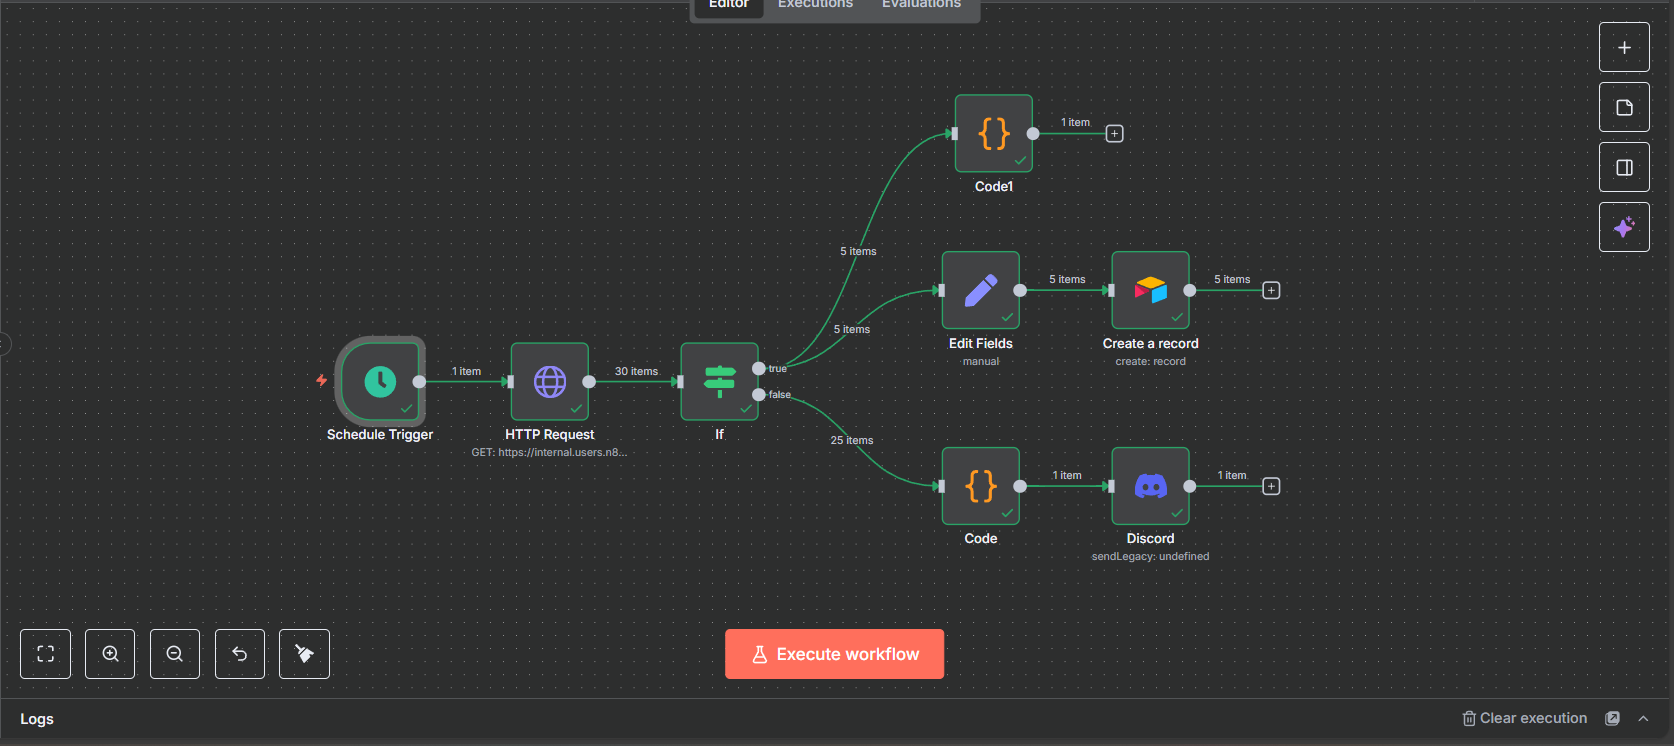 Editor Executions Evaluations
1 item
Code1
5 items
5 items
5 items
5 items
Edit Fields
manual
Create a record
create: record
1 item
30 items
true
false
Schedule Trigger
HTTP Request
GET: https://internal.users.n8...
If
25 items
1 item
1 item
Code
Discord
sendLegacy: undefined
Execute workflow
Logs
Clear execution